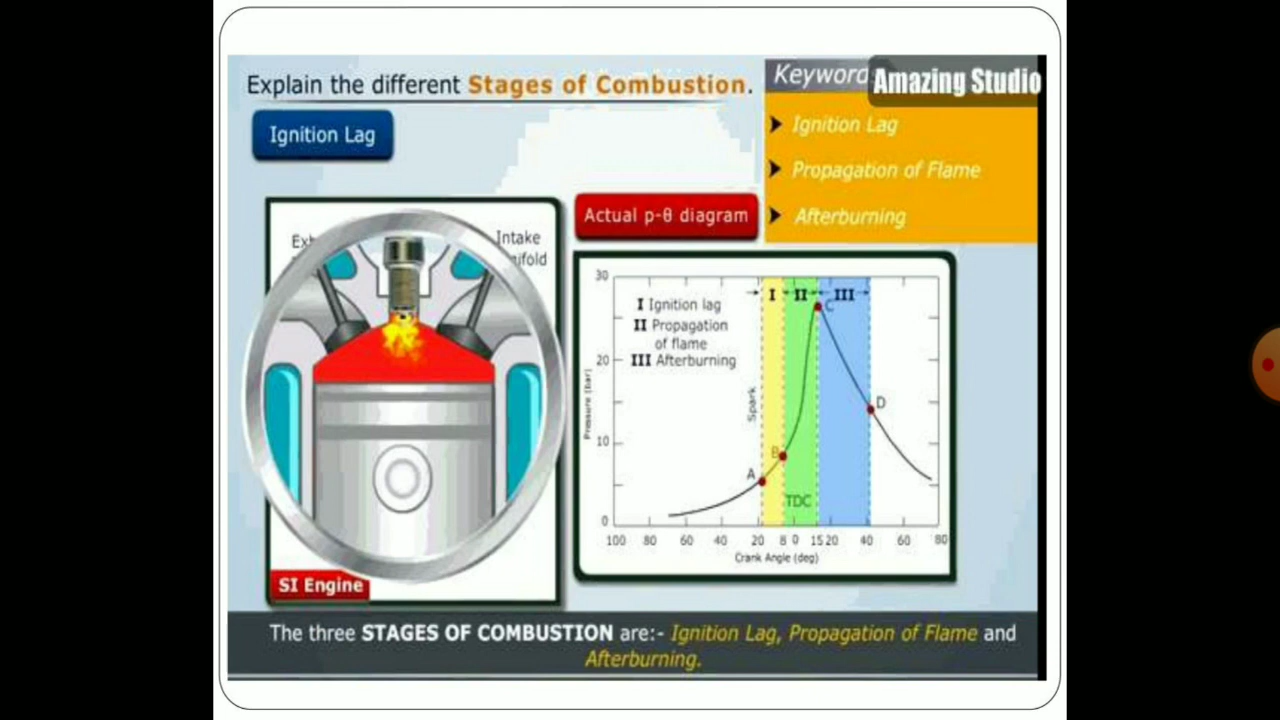 Explain the different Stages of Combustion.
Keyword
Amazing Studio
Ignition Lag
Ignition Lag
Propagation of Flame
Afterburning
Actual p-θ diagram
Intake
SI Engine
30
20
10
0
Pressure (bar)
I Ignition lag
II Propagation
of flame
III Afterburning
I II III
Spark
A
B
C
D
TDC
100 80 60 40 20 8 0 15 20 40 60 80
Crank Angle (deg)
The three STAGES OF COMBUSTION are:- Ignition Lag, Propagation of Flame and
Afterburning.